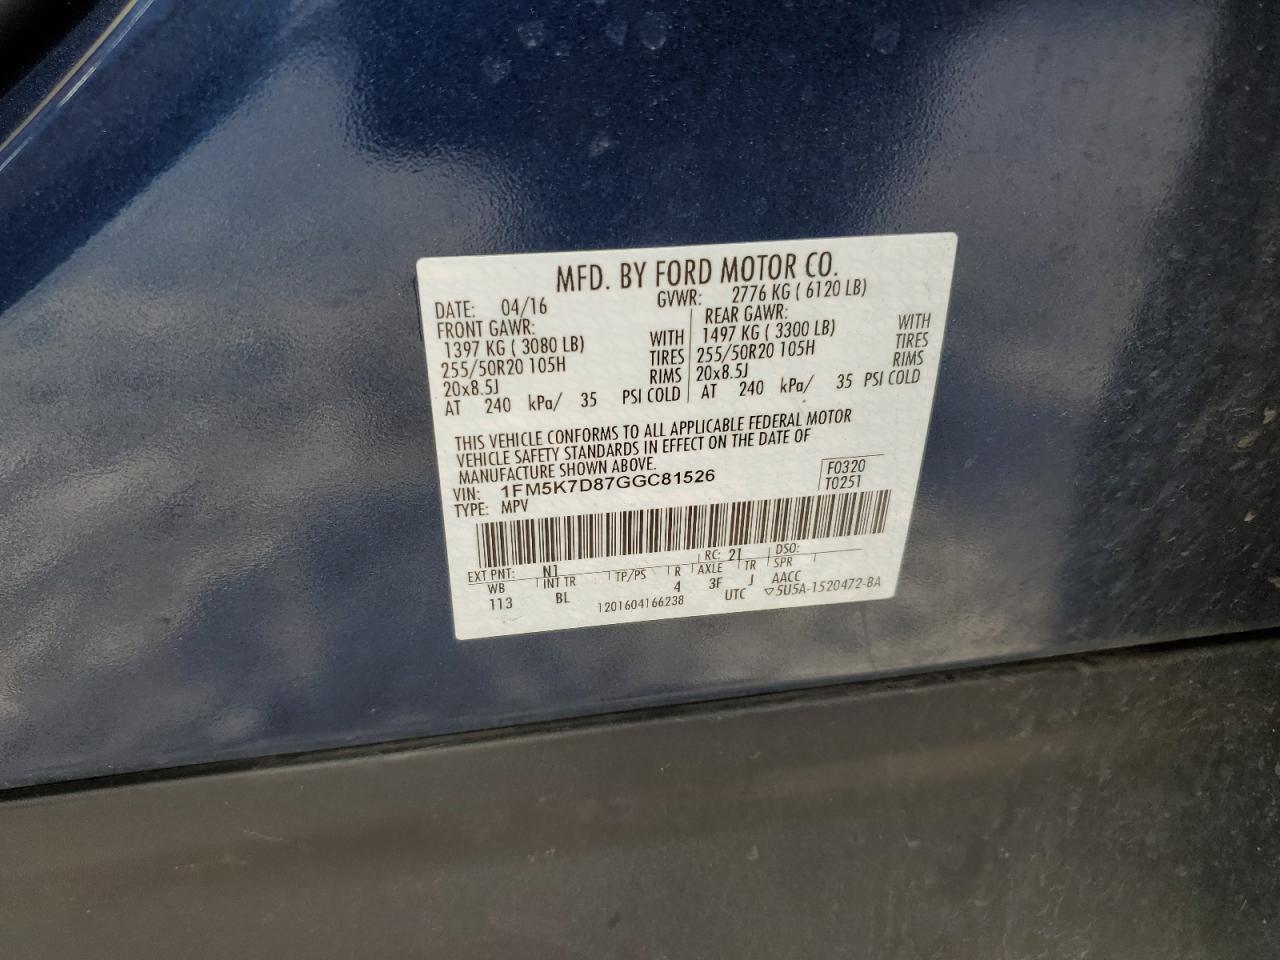 MFD. BY FORD MOTOR CO.
DATE: 04/16 GVWR: 2776 KG ( 6120 LB)
FRONT GAWR: REAR GAWR:
1397 KG ( 3080 LB) WITH 1497 KG ( 3300 LB) WITH
255/50R20 105H TIRES 255/50R20 105H TIRES
20x8.5J RIMS 20x8.5J RIMS
AT 240 kPa/ 35 PSI COLD AT 240 kPa/ 35 PSI COLD
THIS VEHICLE CONFORMS TO ALL APPLICABLE FEDERAL MOTOR
VEHICLE SAFETY STANDARDS IN EFFECT ON THE DATE OF
MANUFACTURE SHOWN ABOVE.
VIN: 1FM5K7D87GGC81526 F0320
TYPE: MPV T0251
EXT PNT: N1 RC: 21 DSO:
WB INT TR TP/PS R AXLE TR SPR
113 BL 4 3F J AACC
1201604166238 UTC ▽5U5A-1520472-BA